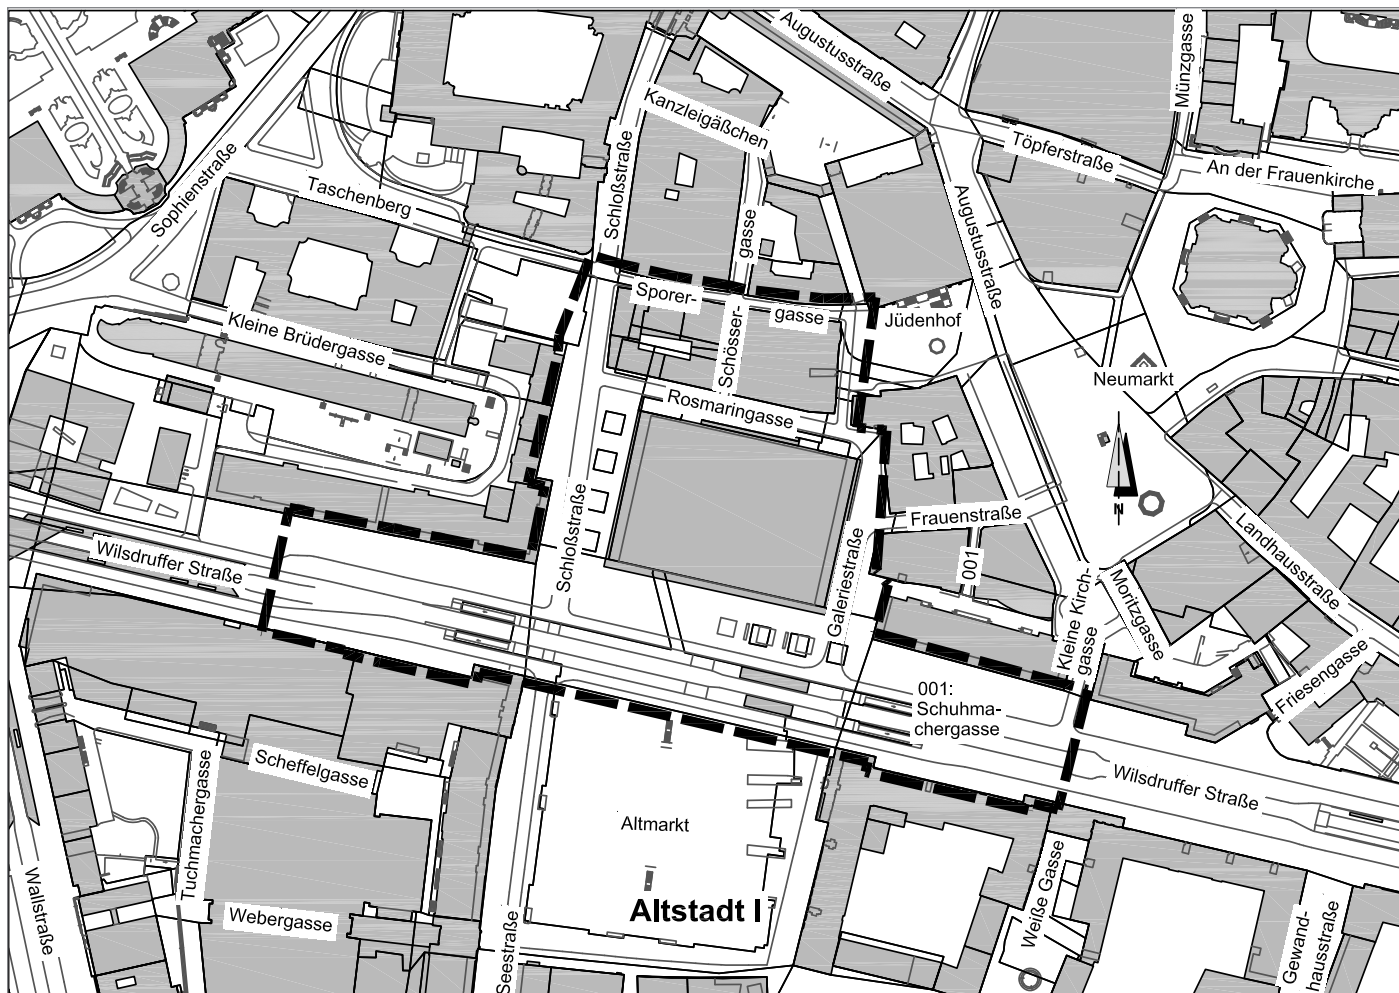 Augustusstraße
Münzgasse
Kanzleigäßchen
Töpferstraße
An der Frauenkirche
Sophienstraße
Schloßstraße
Taschenberg
Augustusstraße
gasse
Sporer-
gasse
Schösser-
Jüdenhof
Kleine Brüdergasse
Neumarkt
Rosmaringasse
N
Frauenstraße
Landhausstraße
Schloßstraße
Wilsdruffer Straße
001
Galeriestraße
Kleine Kirch-
gasse
Moritzgasse
Friesengasse
001:
Schuhma-
chergasse
Scheffelgasse
Tuchmachergasse
Wilsdruffer Straße
Altmarkt
Wallstraße
Webergasse
Altstadt I
Weiße Gasse
Seestraße
Gewand-
hausstraße